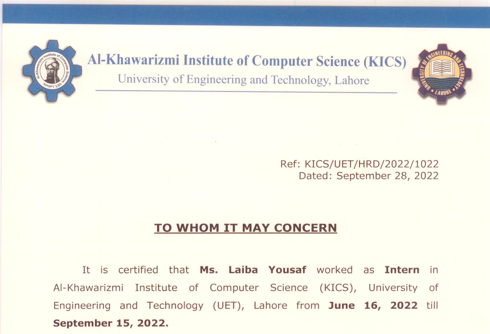 Al-Khawarizmi Institute of Computer Science (KICS)
University of Engineering and Technology, Lahore
Ref: KICS/UET/HRD/2022/1022
Dated: September 28, 2022
TO WHOM IT MAY CONCERN
It is certified that Ms. Laiba Yousaf worked as Intern in
Al-Khawarizmi Institute of Computer Science (KICS), University of
Engineering and Technology (UET), Lahore from June 16, 2022 till
September 15, 2022.